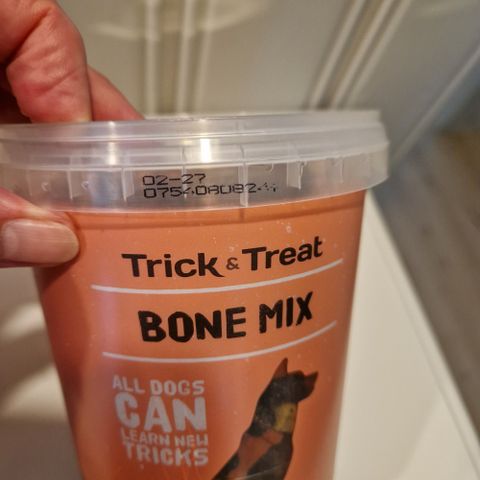 02-27
Trick & Treat
BONE MIX
ALL DOGS
CAN
LEARN NEW
TRICKS